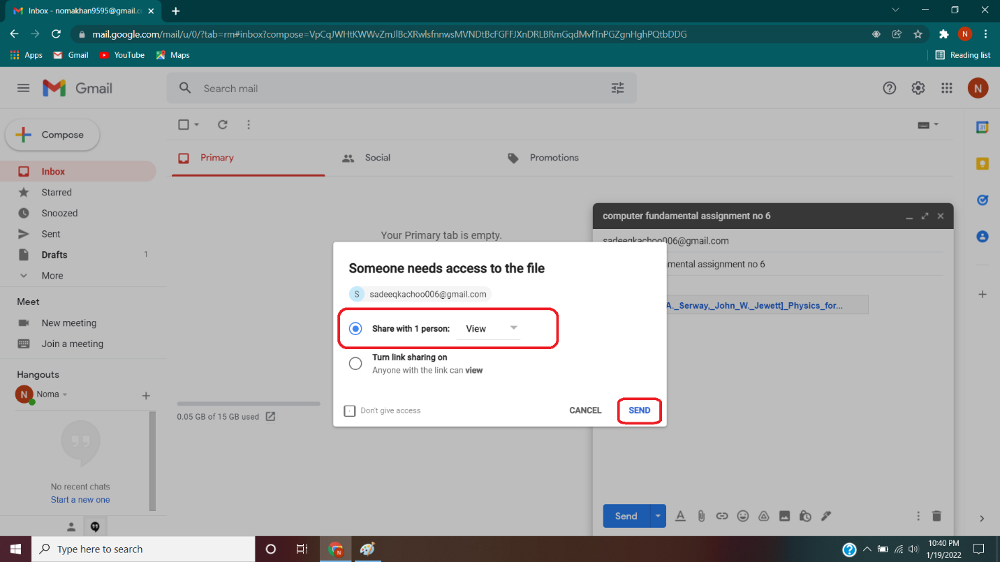 Inbox - nomakhan9595@gmail.co
mail.google.com/mail/u/0/?tab=rm#inbox?compose=VpCqJWHtKWWvZmJlBcXRwlsfnnwsMVNDtBcFGFFJXnDRLBRmGqdMvfTnPGZgnHghPQtbDDG
N
Apps Gmail YouTube Maps Reading list
Gmail Search mail N
Compose
Primary Social Promotions
31
Inbox
Starred
Snoozed
Sent
Drafts 1
More
Your Primary tab is empty.
computer fundamental assignment no 6
sadeeqkachoo006@gmail.com
mental assignment no 6
A._Serway,_John_W._Jewett]_Physics_for...
Someone needs access to the file
S sadeeqkachoo006@gmail.com
Share with 1 person: View
Turn link sharing on
Anyone with the link can view
Don't give access CANCEL SEND
Meet
New meeting
Join a meeting
Hangouts
N Noma
0.05 GB of 15 GB used
No recent chats
Start a new one
Send
Type here to search
N
10:40 PM
1/19/2022